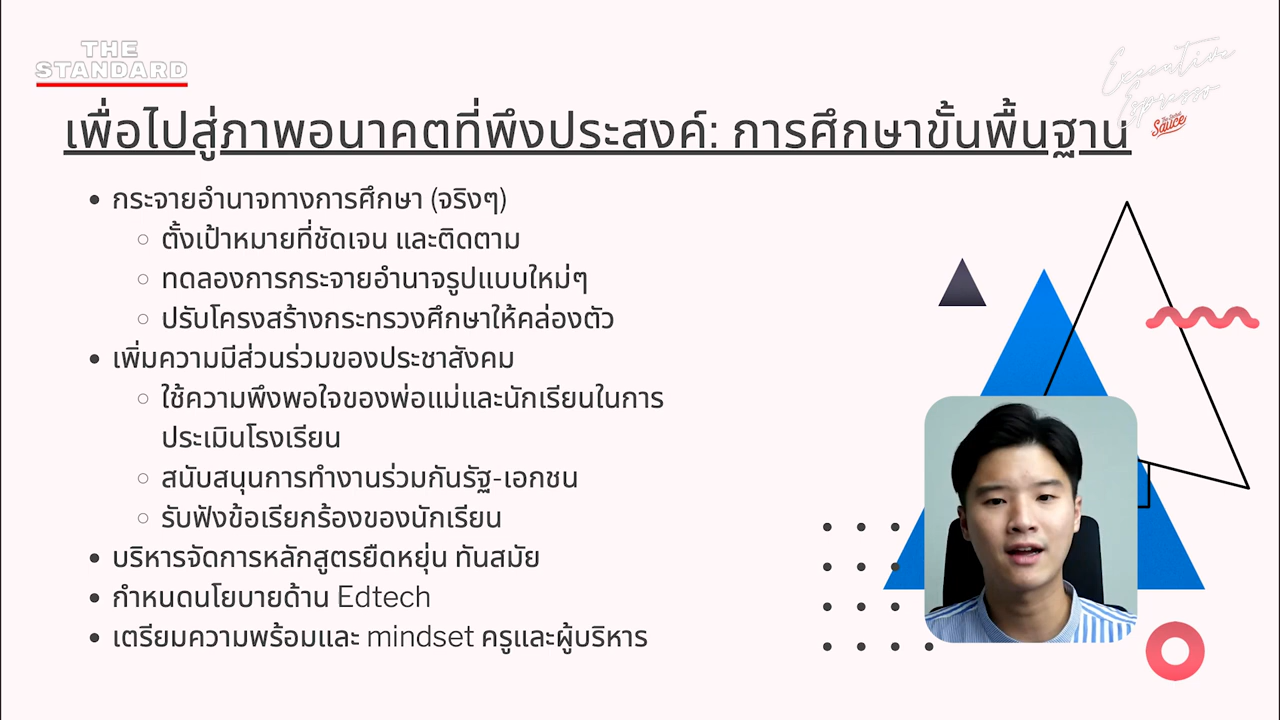 THE
STANDARD
Executive
Espresso
The Secret
Sauce
เพื่อไปสู่ภาพอนาคตที่พึงประสงค์: การศึกษาขั้นพื้นฐาน
กระจายอำนาจทางการศึกษา (จริงๆ)
ตั้งเป้าหมายที่ชัดเจน และติดตาม
ทดลองการกระจายอำนาจรูปแบบใหม่ๆ
ปรับโครงสร้างกระทรวงศึกษาให้คล่องตัว
เพิ่มความมีส่วนร่วมของประชาสังคม
ใช้ความพึงพอใจของพ่อแม่และนักเรียนในการ
ประเมินโรงเรียน
สนับสนุนการทำงานร่วมกันรัฐ-เอกชน
รับฟังข้อเรียกร้องของนักเรียน
บริหารจัดการหลักสูตรยืดหยุ่น ทันสมัย
กำหนดนโยบายด้าน Edtech
เตรียมความพร้อมและ mindset ครูและผู้บริหาร